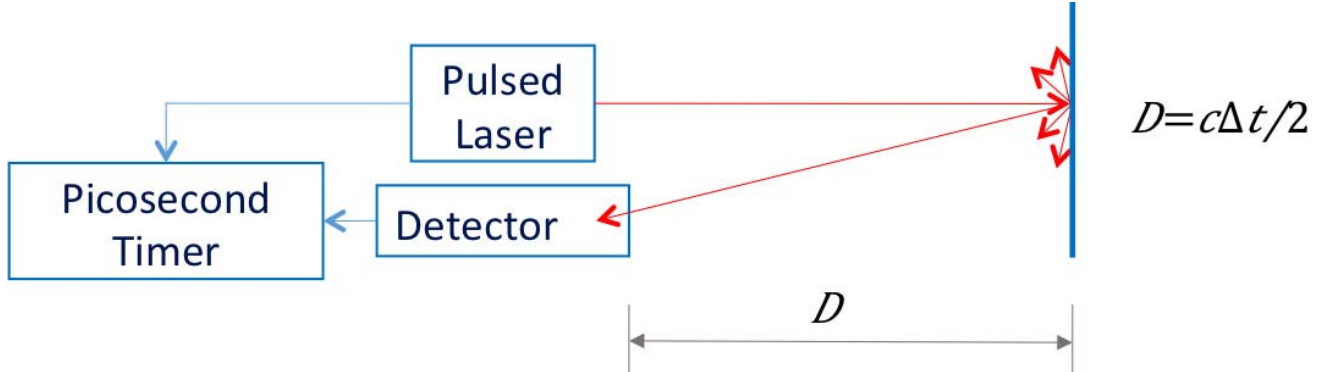 Pulsed
Laser
D=cΔt/2
Picosecond
Timer
Detector
D